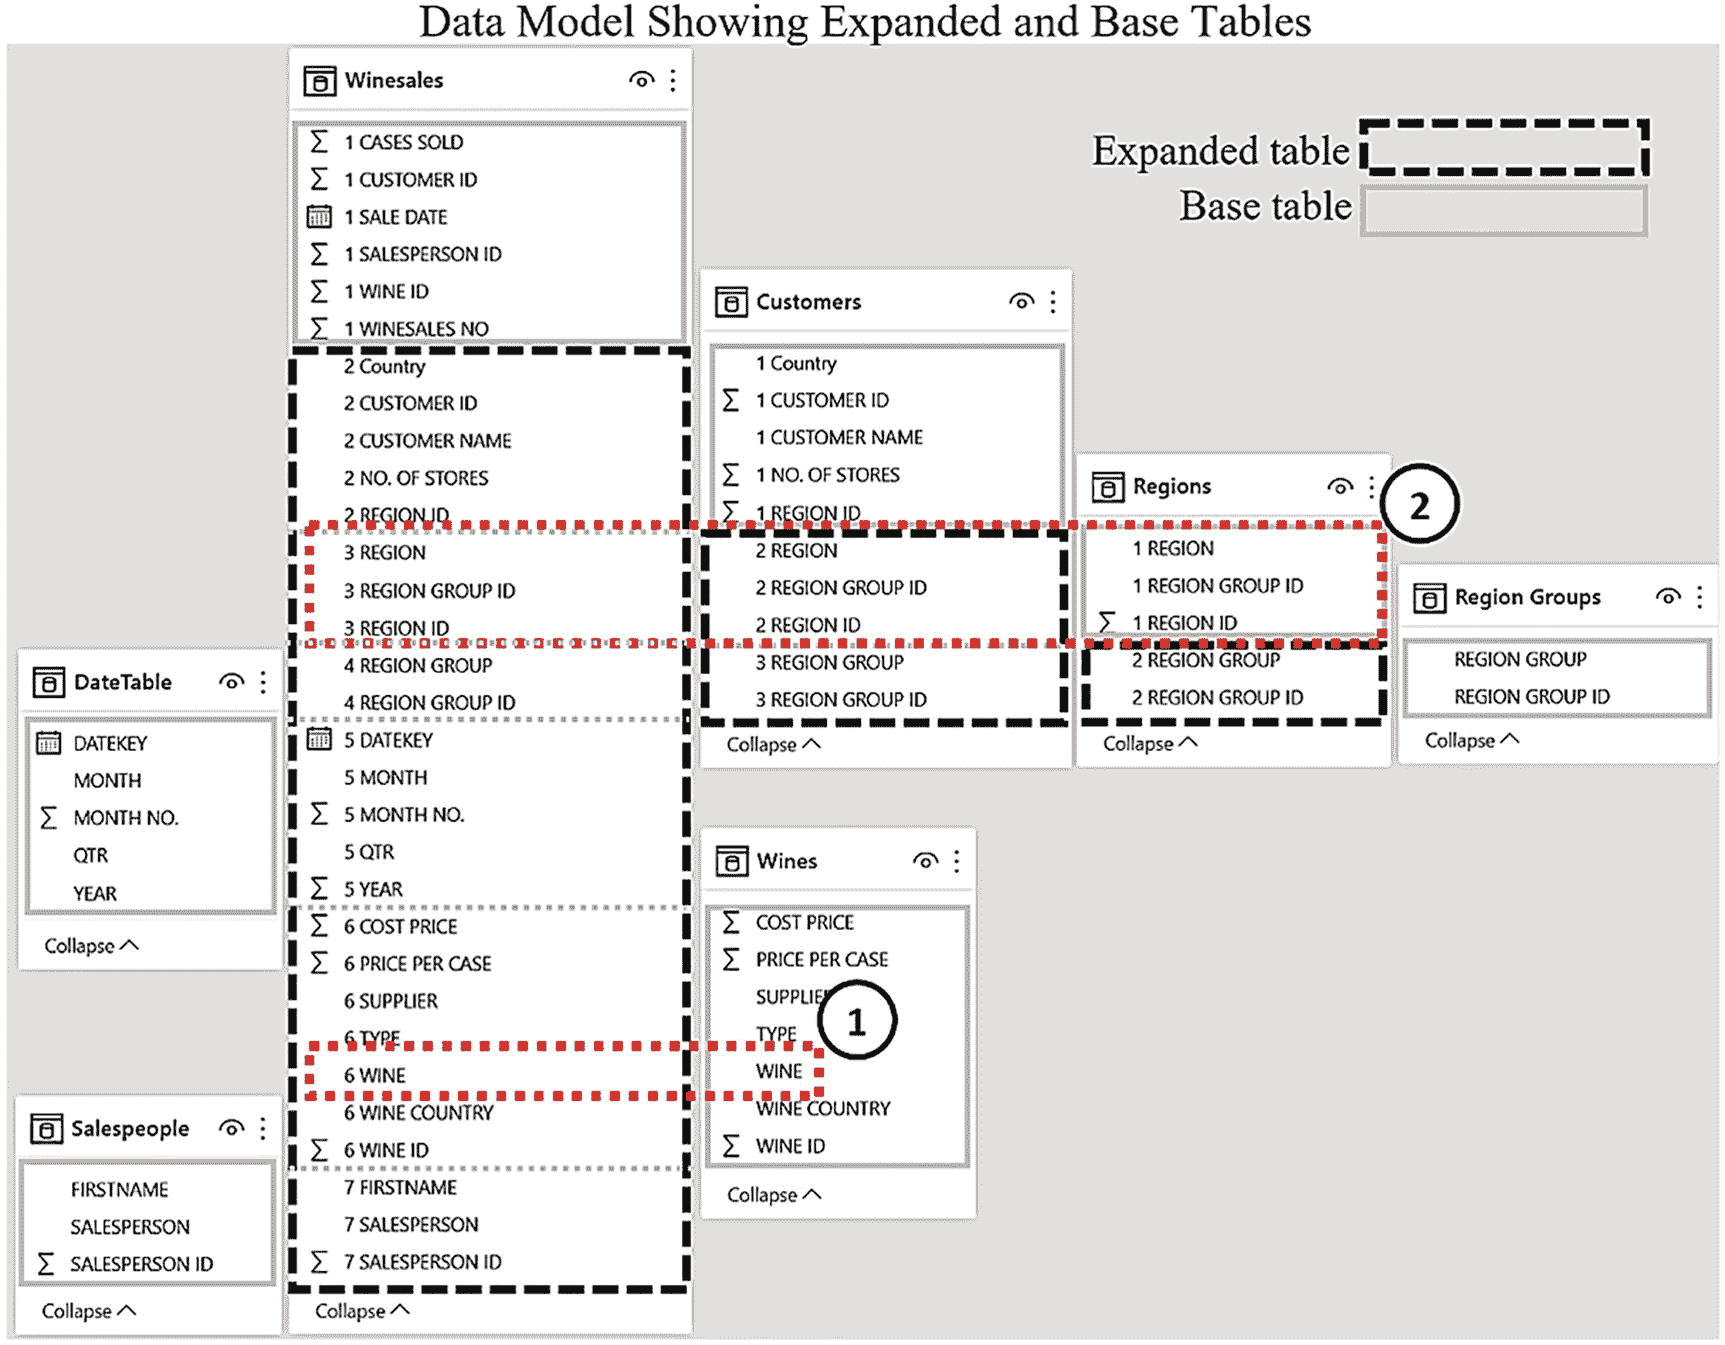 Data Model Showing Expanded and Base Tables
Expanded table
Base table
Winesales
1 CASES SOLD
1 CUSTOMER ID
1 SALE DATE
1 SALESPERSON ID
1 WINE ID
1 WINESALES NO
2 Country
2 CUSTOMER ID
2 CUSTOMER NAME
2 NO. OF STORES
2 REGION ID
3 REGION
3 REGION GROUP ID
3 REGION ID
4 REGION GROUP
4 REGION GROUP ID
5 DATEKEY
5 MONTH
5 MONTH NO.
5 QTR
5 YEAR
6 COST PRICE
6 PRICE PER CASE
6 SUPPLIER
6 TYPE
6 WINE
6 WINE COUNTRY
6 WINE ID
7 FIRSTNAME
7 SALESPERSON
7 SALESPERSON ID
Collapse
Customers
1 Country
1 CUSTOMER ID
1 CUSTOMER NAME
1 NO. OF STORES
1 REGION ID
2 REGION
2 REGION GROUP ID
2 REGION ID
3 REGION GROUP
3 REGION GROUP ID
Collapse
Regions
2
1 REGION
1 REGION GROUP ID
1 REGION ID
2 REGION GROUP
2 REGION GROUP ID
Collapse
Region Groups
REGION GROUP
REGION GROUP ID
Collapse
DateTable
DATEKEY
MONTH
MONTH NO.
QTR
YEAR
Collapse
Wines
COST PRICE
PRICE PER CASE
SUPPLIE
1
TYPE
WINE
WINE COUNTRY
WINE ID
Collapse
Salespeople
FIRSTNAME
SALESPERSON
SALESPERSON ID
Collapse